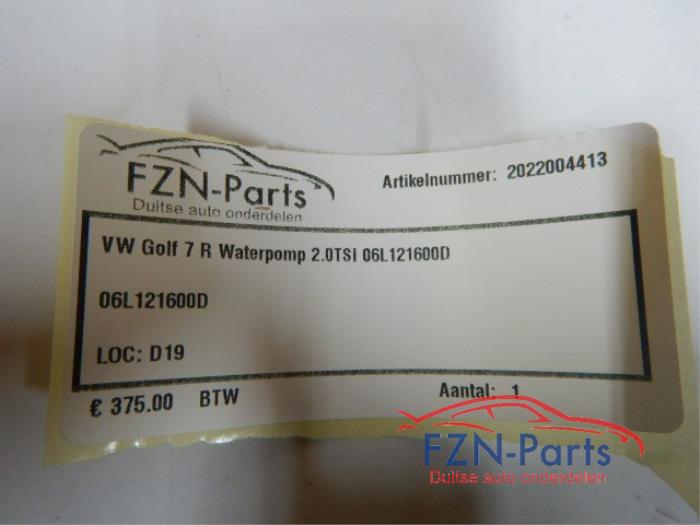 FZN-Parts
Duitse auto onderdelen
Artikelnummer: 2022004413
VW Golf 7 R Waterpomp 2.0TSI 06L121600D
06L121600D
LOC: D19
€ 375.00 BTW
Aantal: 1
FZN-Parts
Duitse auto onderdelen